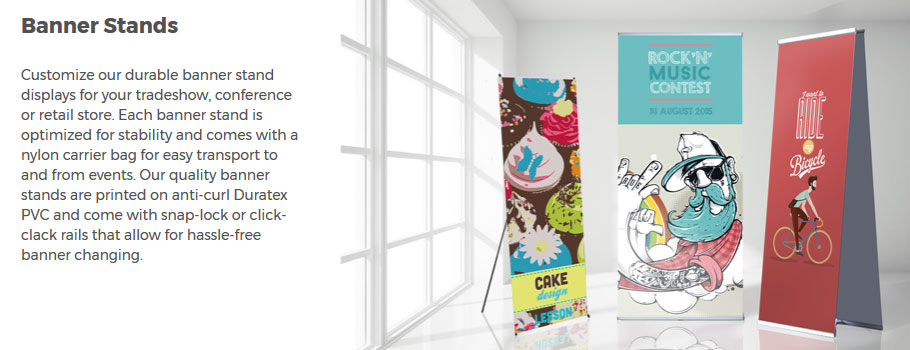 Banner Stands
Customize our durable banner stand
displays for your tradeshow, conference
or retail store. Each banner stand is
optimized for stability and comes with a
nylon carrier bag for easy transport to
and from events. Our quality banner
stands are printed on anti-curl Duratex
PVC and come with snap-lock or click-
clack rails that allow for hassle-free
banner changing.
CAKE
design
LESSON
ROCK'N'
MUSIC
CONTEST
AUGUST 2015
I want to
RIDE
my
Bicycle